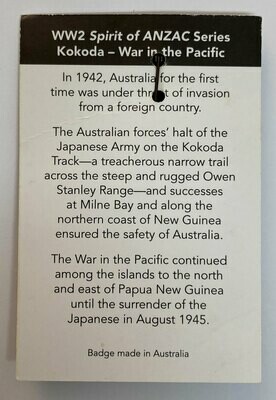 WW2 Spirit of ANZAC Series
Kokoda – War in the Pacific
In 1942, Australia for the first
time was under threat of invasion
from a foreign country.
The Australian forces' halt of the
Japanese Army on the Kokoda
Track—a treacherous narrow trail
across the steep and rugged Owen
Stanley Range—and successes
at Milne Bay and along the
northern coast of New Guinea
ensured the safety of Australia.
The War in the Pacific continued
among the islands to the north
and east of Papua New Guinea
until the surrender of the
Japanese in August 1945.
Badge made in Australia